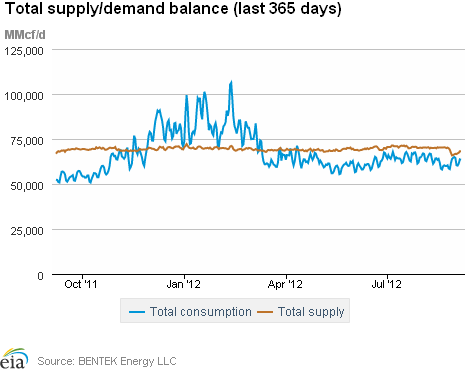 Total supply/demand balance (last 365 days)
MMcf/d
125,000
100,000
75,000
50,000
25,000
0
Oct '11 Jan '12 Apr '12 Jul '12
Total consumption Total supply
eia Source: BENTEK Energy LLC